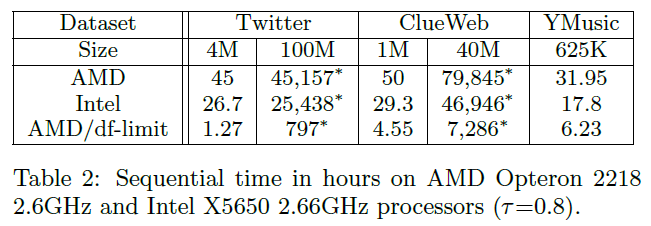 Dataset Twitter ClueWeb YMusic
Size 4M 100M 1M 40M 625K
AMD 45 45,157* 50 79,845* 31.95
Intel 26.7 25,438* 29.3 46,946* 17.8
AMD/df-limit 1.27 797* 4.55 7,286* 6.23
Table 2: Sequential time in hours on AMD Opteron 2218
2.6GHz and Intel X5650 2.66GHz processors (τ=0.8).